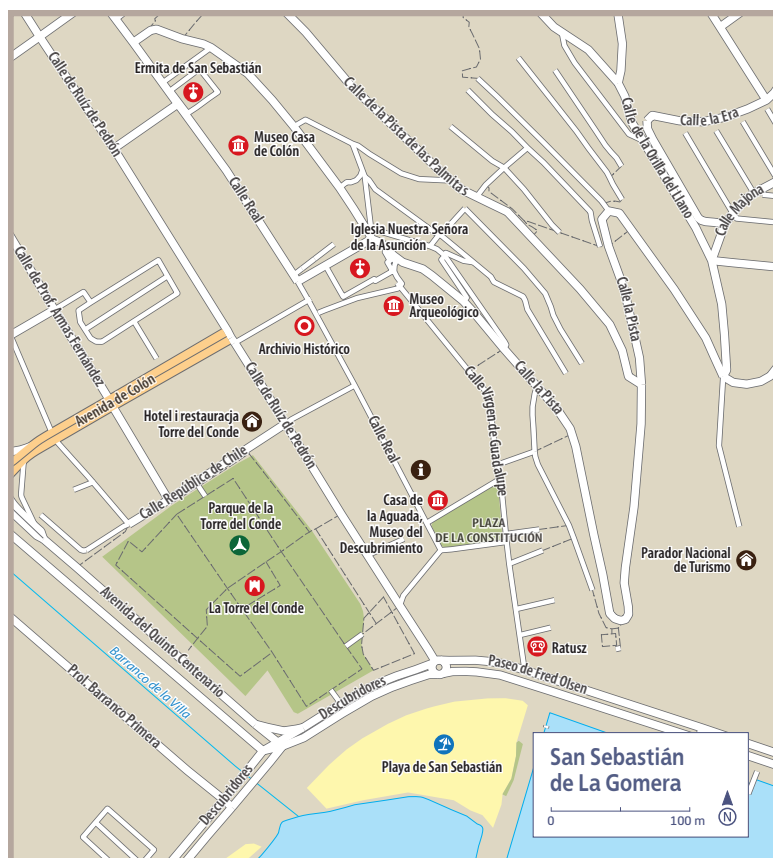 Ermita de San Sebastián
Calle de Ruiz de Pedrón
Calle de la Pista de las Palmitas
Calle de la Orilla del Llano
Calle la Era
Museo Casa
de Colón
Calle Real
Calle Majona
Iglesia Nuestra Señora
de la Asunción
Calle de Prof. Armas Fernández
Calle la Pista
Museo
Arqueológico
Archivio Histórico
Avenida de Colón
Calle de Ruiz de Pedrón
Calle la Pista
Hotel i restauracja
Torre del Conde
Calle Real
Calle Virgen de Guadalupe
Calle República de Chile
Casa de
la Aguada,
Museo del
Descubrimiento
Parque de la
Torre del Conde
PLAZA
DE LA CONSTITUCIÓN
Parador Nacional
de Turismo
La Torre del Conde
Avenida del Quinto Centenario
Ratusz
Barranco de la Villa
Paseo de Fred Olsen
Prol. Barranco Primera
Descubridores
Playa de San Sebastián
Descubridores
San Sebastián
de La Gomera
0 100 m
N